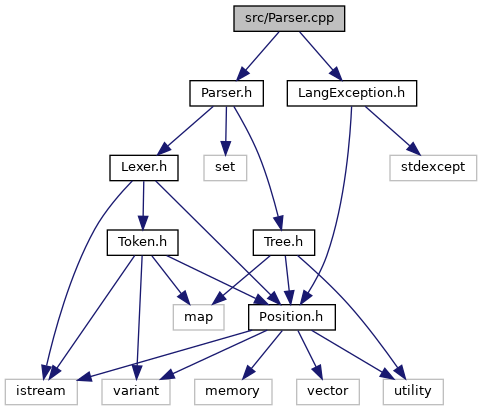 src/Parser.cpp
Parser.h
LangException.h
Lexer.h
set
stdexcept
Token.h
Tree.h
map
Position.h
istream
variant
memory
vector
utility